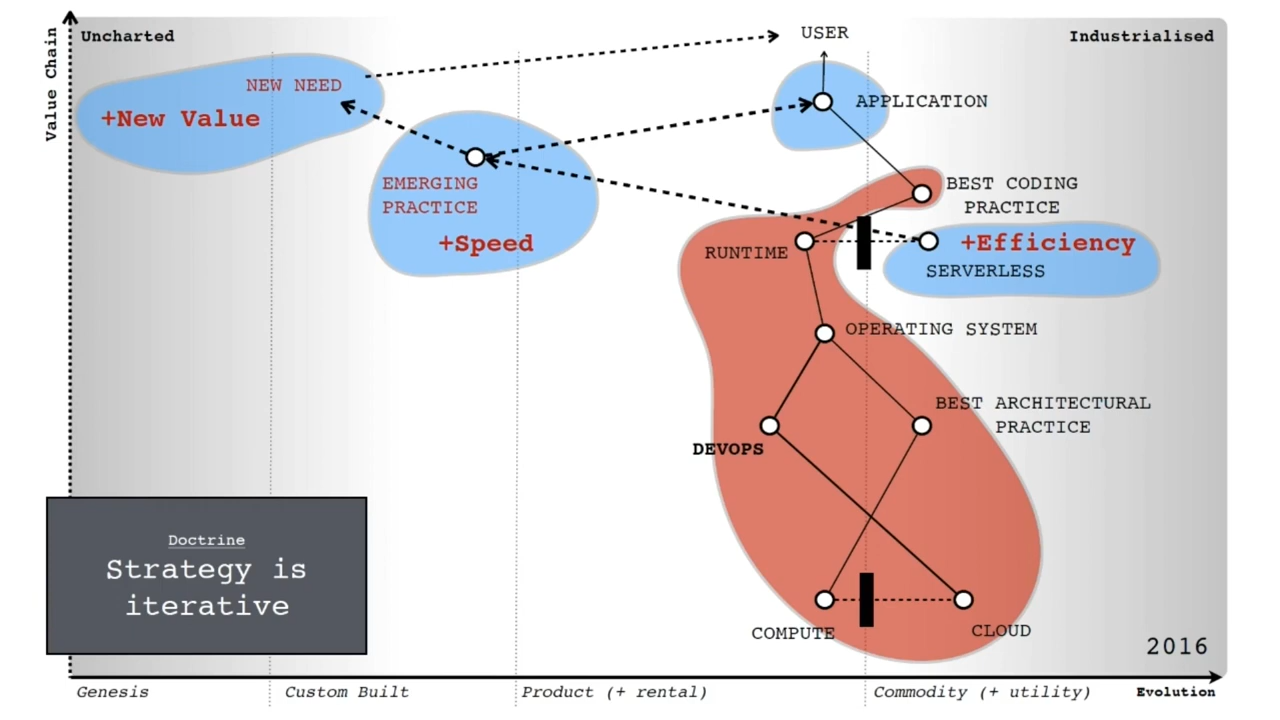 Value Chain
Uncharted
USER
Industrialised
NEW NEED
+New Value
APPLICATION
EMERGING
PRACTICE
+Speed
BEST CODING
PRACTICE
RUNTIME
+Efficiency
SERVERLESS
OPERATING SYSTEM
BEST ARCHITECTURAL
PRACTICE
DEVOPS
Doctrine
Strategy is
iterative
COMPUTE
CLOUD
2016
Genesis
Custom Built
Product (+ rental)
Commodity (+ utility)
Evolution